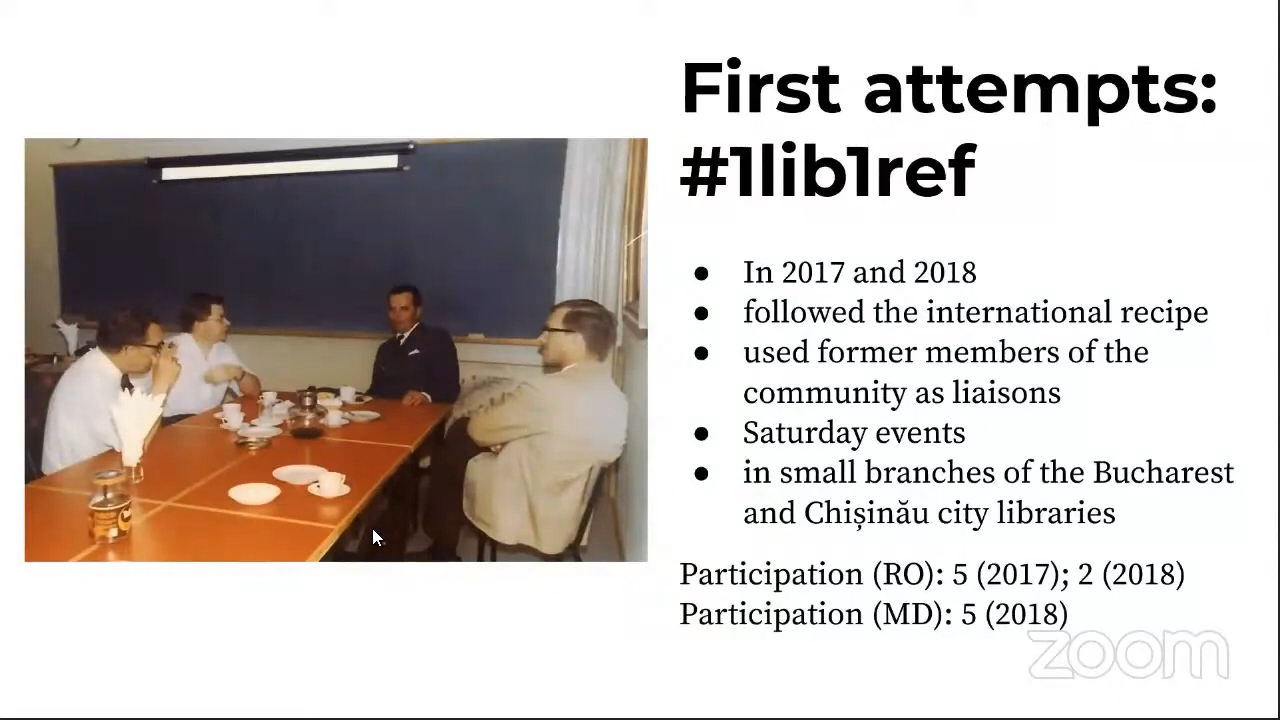 First attempts:
#1lib1ref
● In 2017 and 2018
● followed the international recipe
● used former members of the
community as liaisons
● Saturday events
● in small branches of the Bucharest
and Chișinău city libraries
Participation (RO): 5 (2017); 2 (2018)
Participation (MD): 5 (2018)
zoom